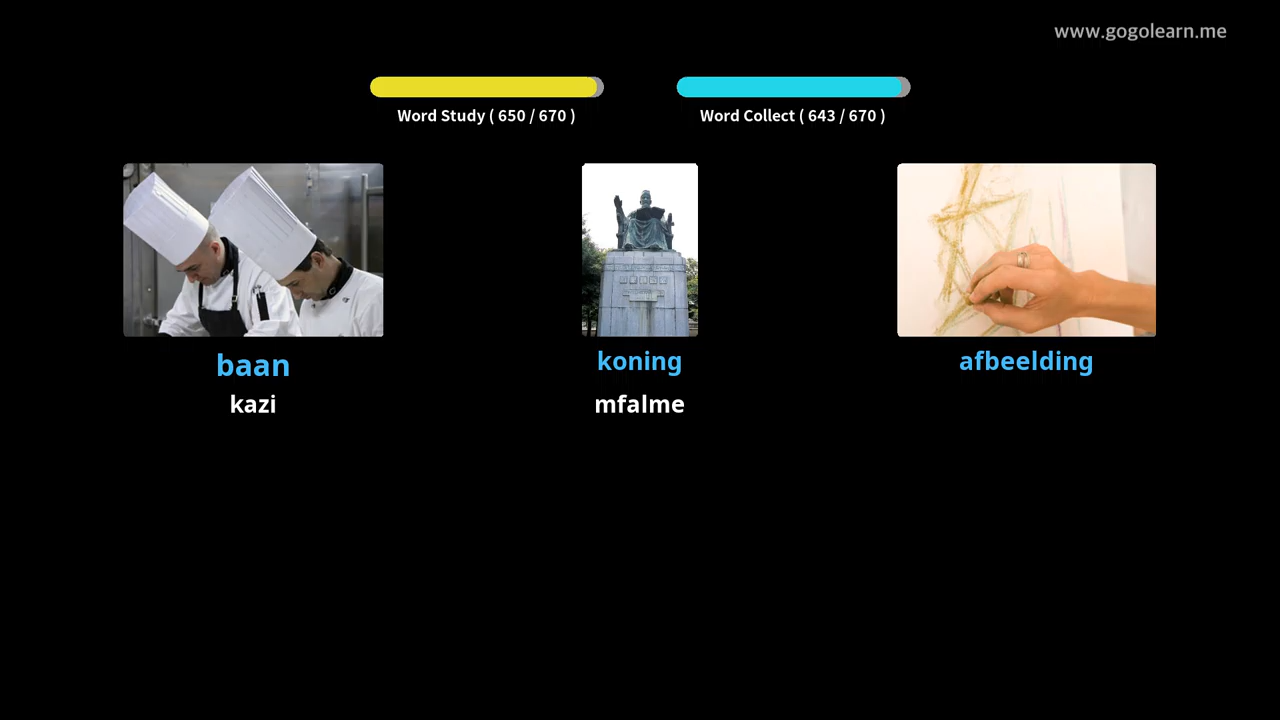 www.gogolearn.me
Word Study ( 650 / 670 )
Word Collect ( 643 / 670 )
baan
kazi
koning
mfalme
afbeelding